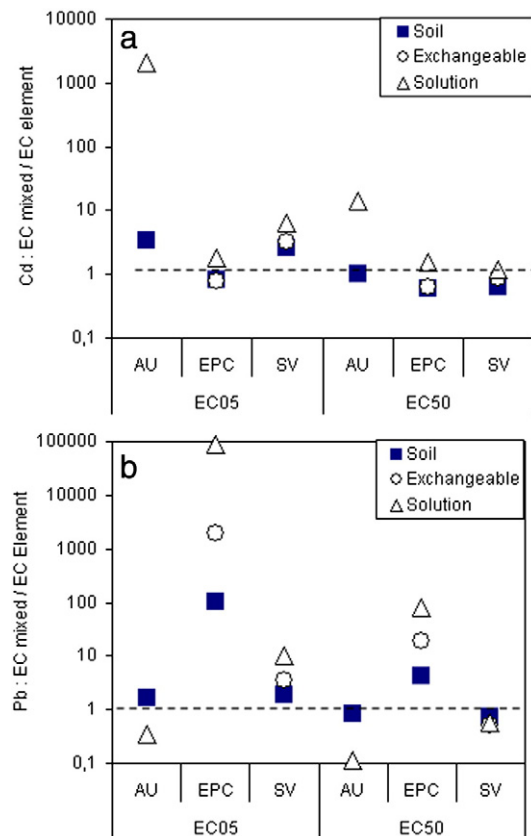 a
Soil
Exchangeable
Solution
Cd : EC mixed / EC element
10000
1000
100
10
1
0,1
AU EPC SV AU EPC SV
EC05 EC50
b
Soil
Exchangeable
Solution
Pb : EC mixed / EC Element
100000
10000
1000
100
10
1
0,1
AU EPC SV AU EPC SV
EC05 EC50